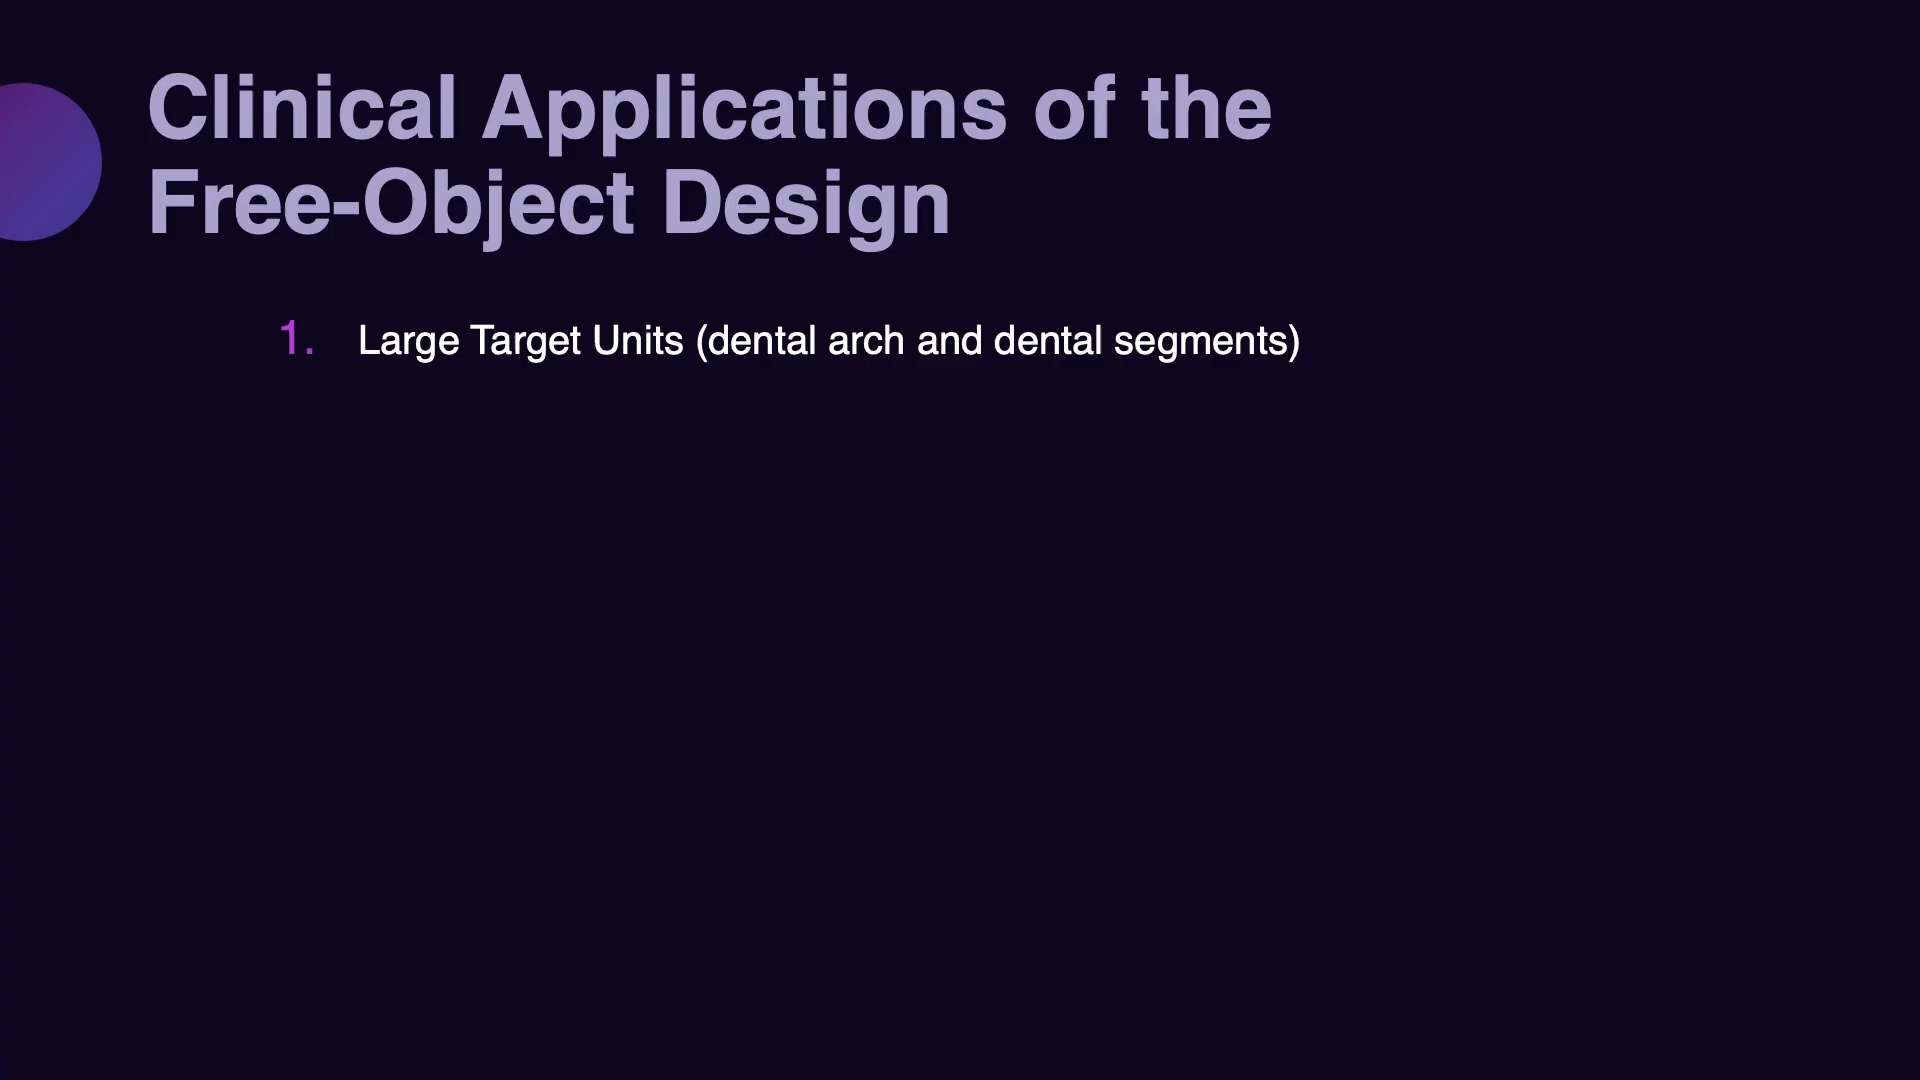 Clinical Applications of the
Free-Object Design
1. Large Target Units (dental arch and dental segments)